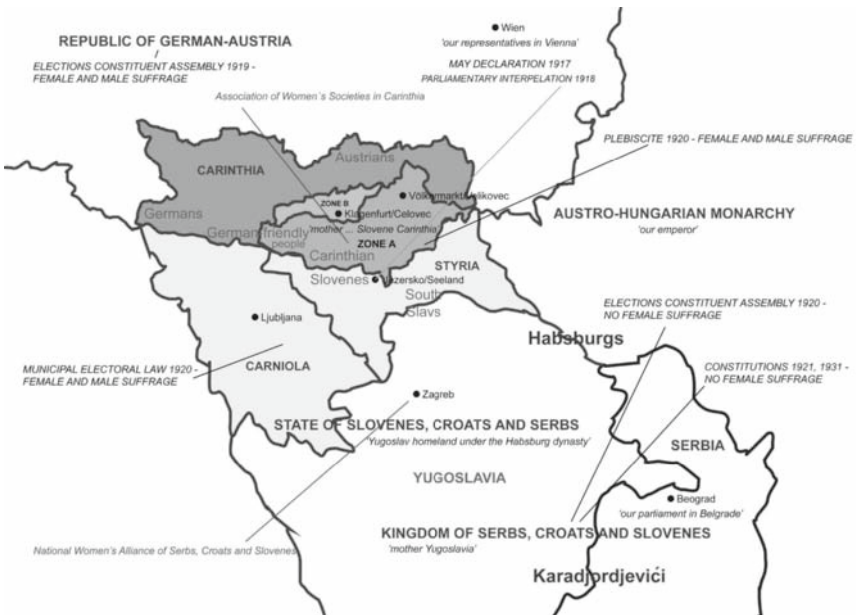 Wien
'our representatives in Vienna'
REPUBLIC OF GERMAN-AUSTRIA
ELECTIONS CONSTITUENT ASSEMBLY 1919 -
FEMALE AND MALE SUFFRAGE
MAY DECLARATION 1917
PARLIAMENTARY INTERPELATION 1918
Association of Women´s Societies in Carinthia
PLEBISCITE 1920 - FEMALE AND MALE SUFFRAGE
Austrians
CARINTHIA
ZONE B
Völkermarkt/Velikovec
Germans
Klagenfurt/Celovec
AUSTRO-HUNGARIAN MONARCHY
'our emperor'
German-friendly
people
'mother ... Slovene Carinthia'
ZONE A
Carinthian
Slovenes
STYRIA
Jezersko/Seeland
South
Slavs
ELECTIONS CONSTITUENT ASSEMBLY 1920 -
NO FEMALE SUFFRAGE
Ljubljana
Habsburgs
MUNICIPAL ELECTORAL LAW 1920 -
FEMALE AND MALE SUFFRAGE
CARNIOLA
CONSTITUTIONS 1921, 1931 -
NO FEMALE SUFFRAGE
Zagreb
STATE OF SLOVENES, CROATS AND SERBS
'Yugoslav homeland under the Habsburg dynasty'
SERBIA
YUGOSLAVIA
Beograd
'our parliament in Belgrade'
KINGDOM OF SERBS, CROATS AND SLOVENES
'mother Yugoslavia'
National Women´s Alliance of Serbs, Croats and Slovenes
Karadjordjevići